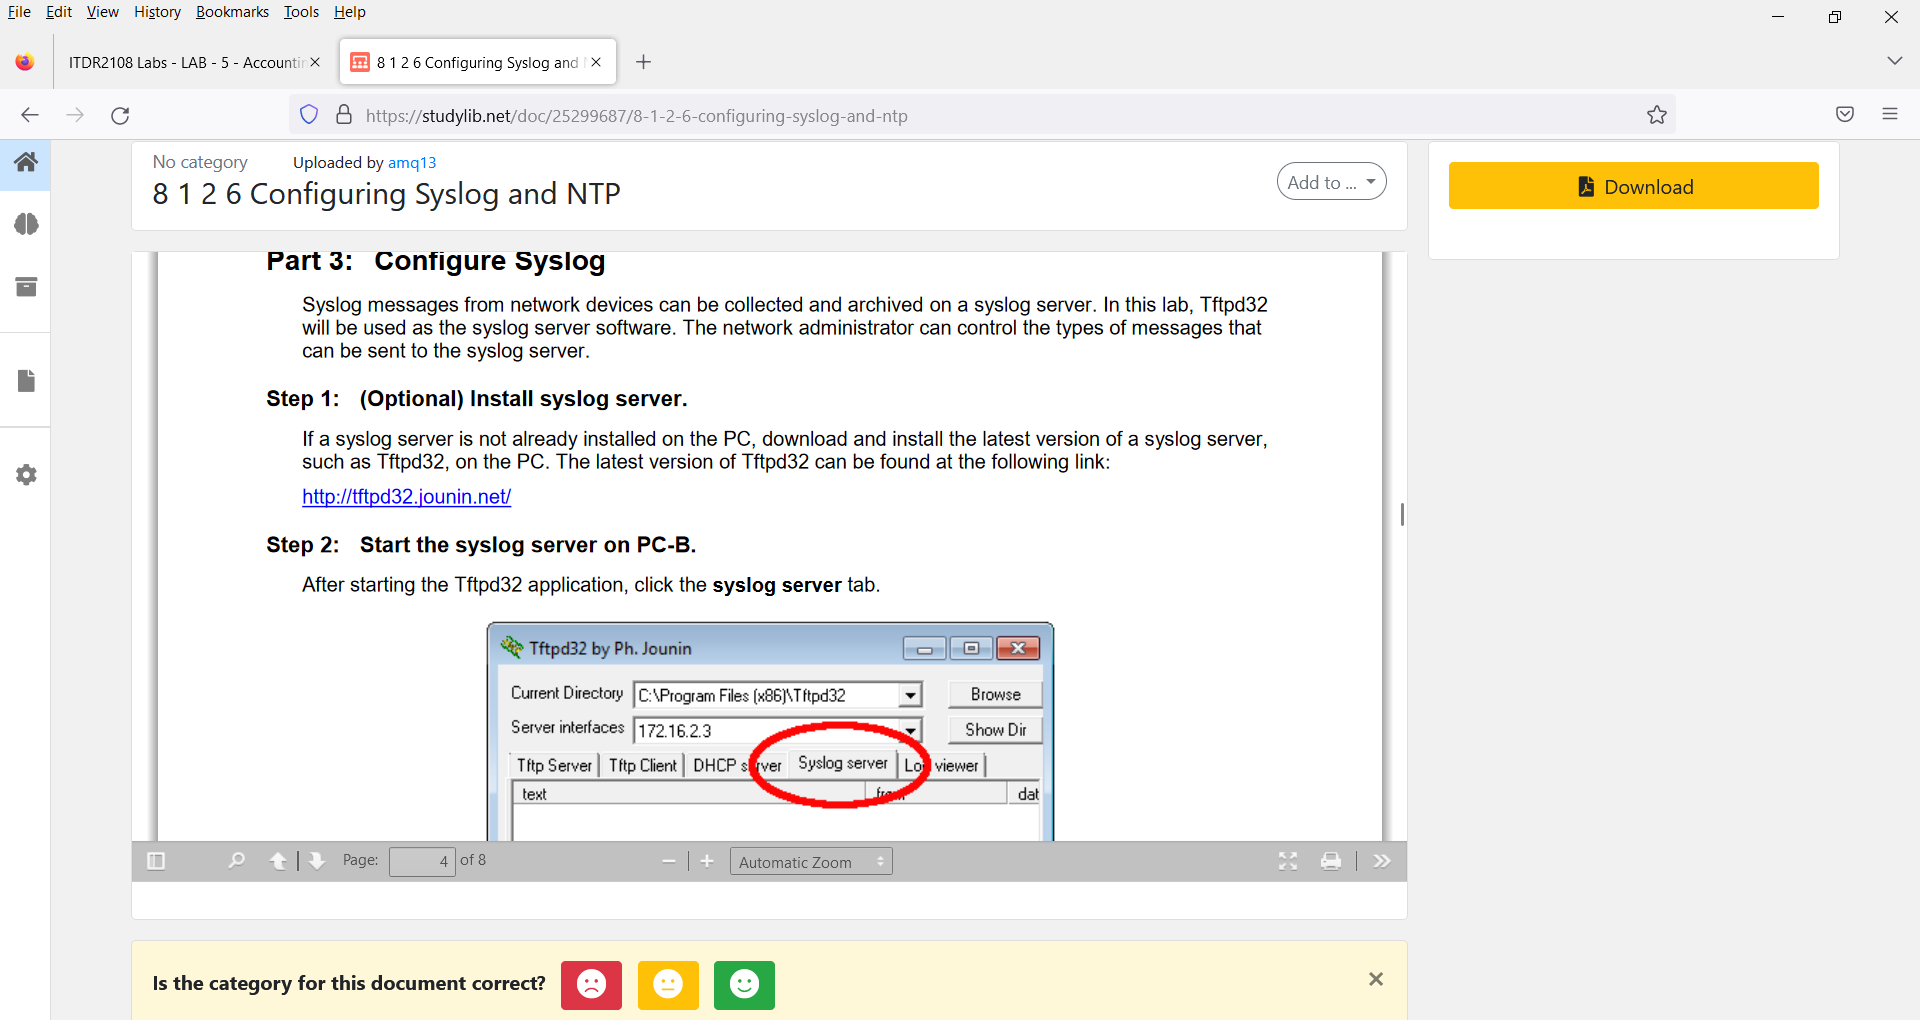 File Edit View History Bookmarks Tools Help
ITDR2108 Labs - LAB - 5 - Accountin
8 1 2 6 Configuring Syslog and
https://studylib.net/doc/25299687/8-1-2-6-configuring-syslog-and-ntp
No category Uploaded by amq13
8 1 2 6 Configuring Syslog and NTP
Add to ...
Download
Part 3: Configure Syslog
Syslog messages from network devices can be collected and archived on a syslog server. In this lab, Tftpd32
will be used as the syslog server software. The network administrator can control the types of messages that
can be sent to the syslog server.
Step 1: (Optional) Install syslog server.
If a syslog server is not already installed on the PC, download and install the latest version of a syslog server,
such as Tftpd32, on the PC. The latest version of Tftpd32 can be found at the following link:
http://tftpd32.jounin.net/
Step 2: Start the syslog server on PC-B.
After starting the Tftpd32 application, click the syslog server tab.
Tftpd32 by Ph. Jounin
Current Directory C:\Program Files (x86)\Tftpd32 Browse
Server interfaces 172.16.2.3 Show Dir
Tftp Server Tftp Client DHCP server Syslog server Log viewer
text from dat
Page: 4 of 8 Automatic Zoom
Is the category for this document correct?